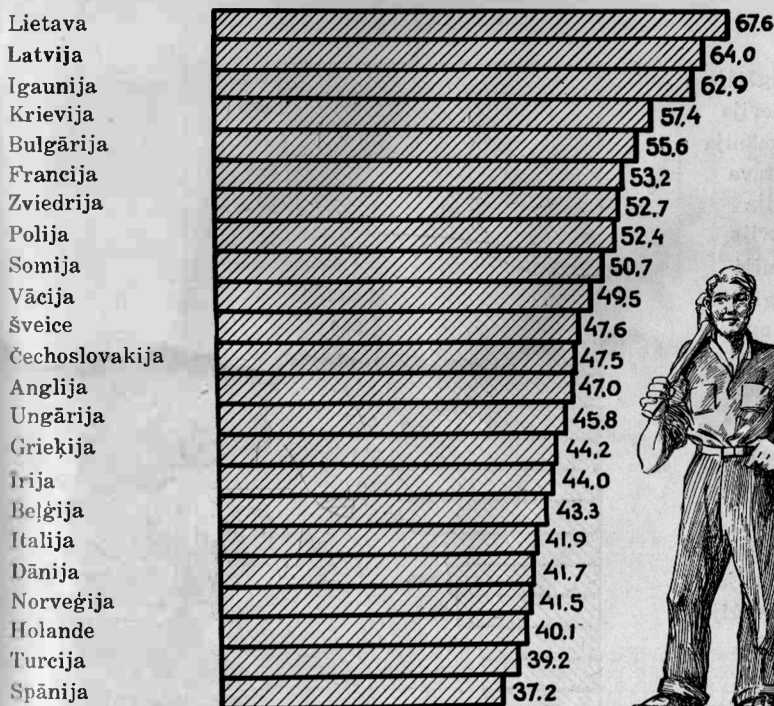 Lietava 67.6
Latvija 64,0
Igaunija 62,9
Krievija 57,4
Bulgārija 55,6
Francija 53,2
Zviedrija 52,7
Polija 52,4
Somija 50,7
Vācija 49,5
Šveice 47.6
Čechoslovakija 47,5
Anglija 47,0
Ungārija 45,8
Grieķija 44,2
Īrija 44,0
Beļģija 43.3
Italija 41.9
Dānija 41.7
Norveģija 41.5
Holande 40.1
Turcija 39.2
Spānija 37.2